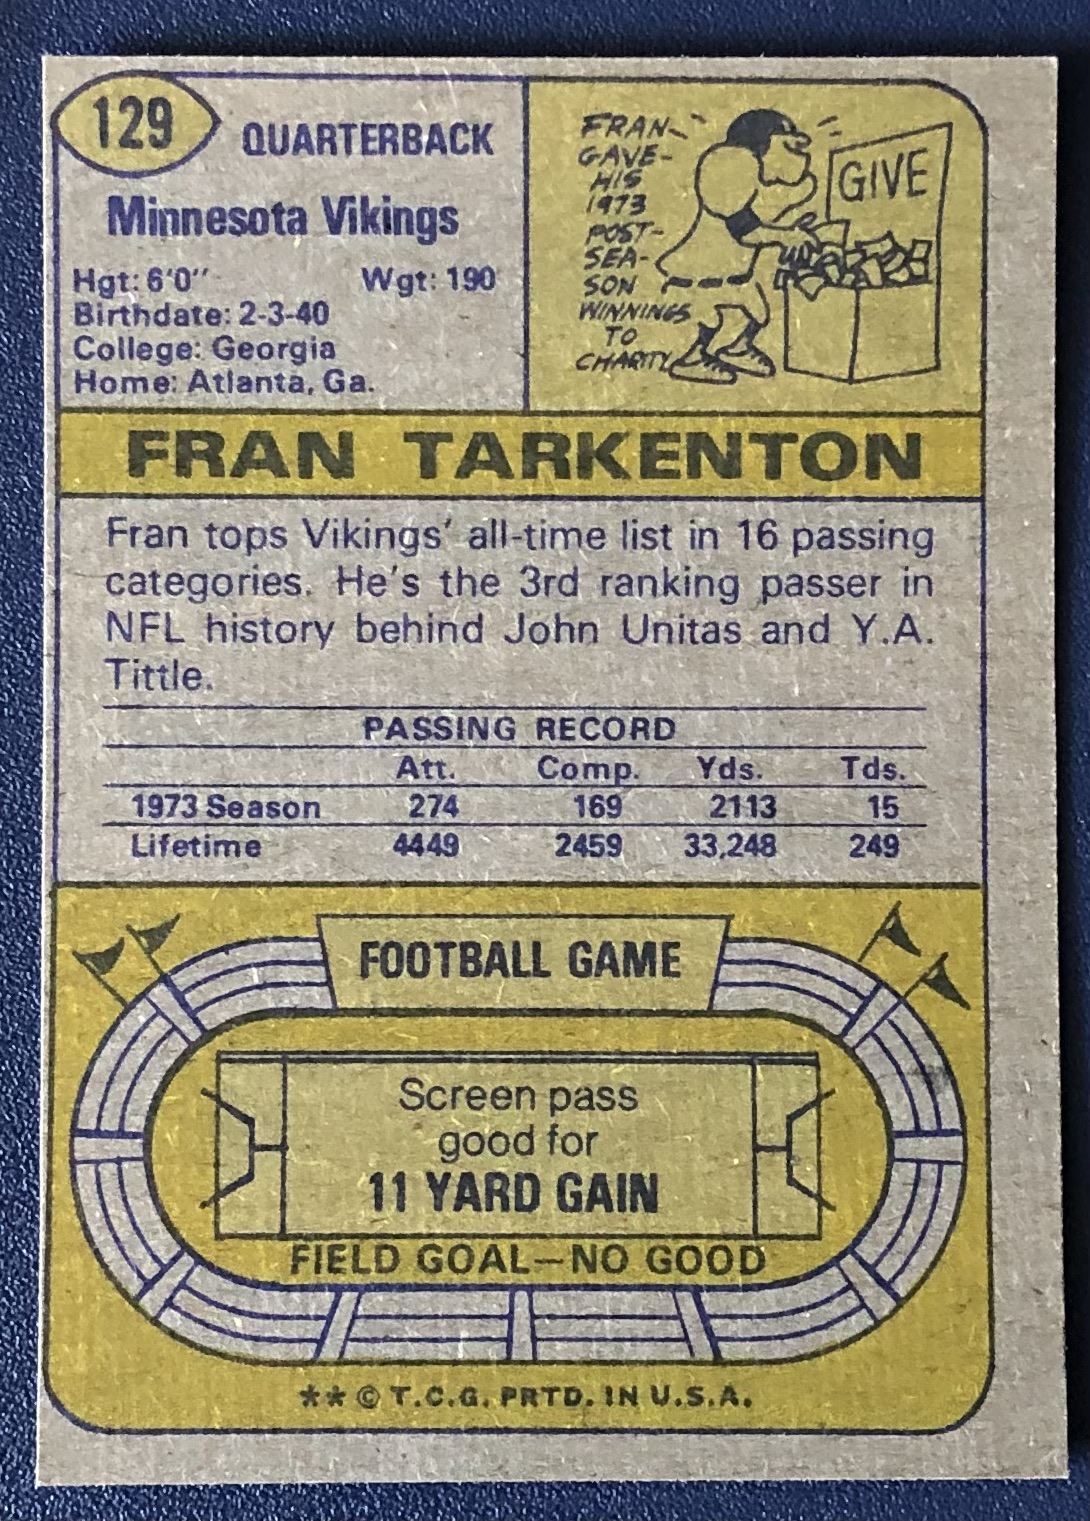 129
QUARTERBACK
Minnesota Vikings
Hgt: 6'0" Wgt: 190
Birthdate: 2-3-40
College: Georgia
Home: Atlanta, Ga.
FRAN
GAVE
HIS
1973
POST-
SEA-
SON
WINNINGS
TO
CHARITY
GIVE
FRAN TARKENTON
Fran tops Vikings' all-time list in 16 passing
categories. He's the 3rd ranking passer in
NFL history behind John Unitas and Y.A.
Tittle.
PASSING RECORD
Att. Comp. Yds. Tds.
1973 Season 274 169 2113 15
Lifetime 4449 2459 33,248 249
FOOTBALL GAME
Screen pass
good for
11 YARD GAIN
FIELD GOAL—NO GOOD
** © T.C.G. PRTD. IN U.S.A.